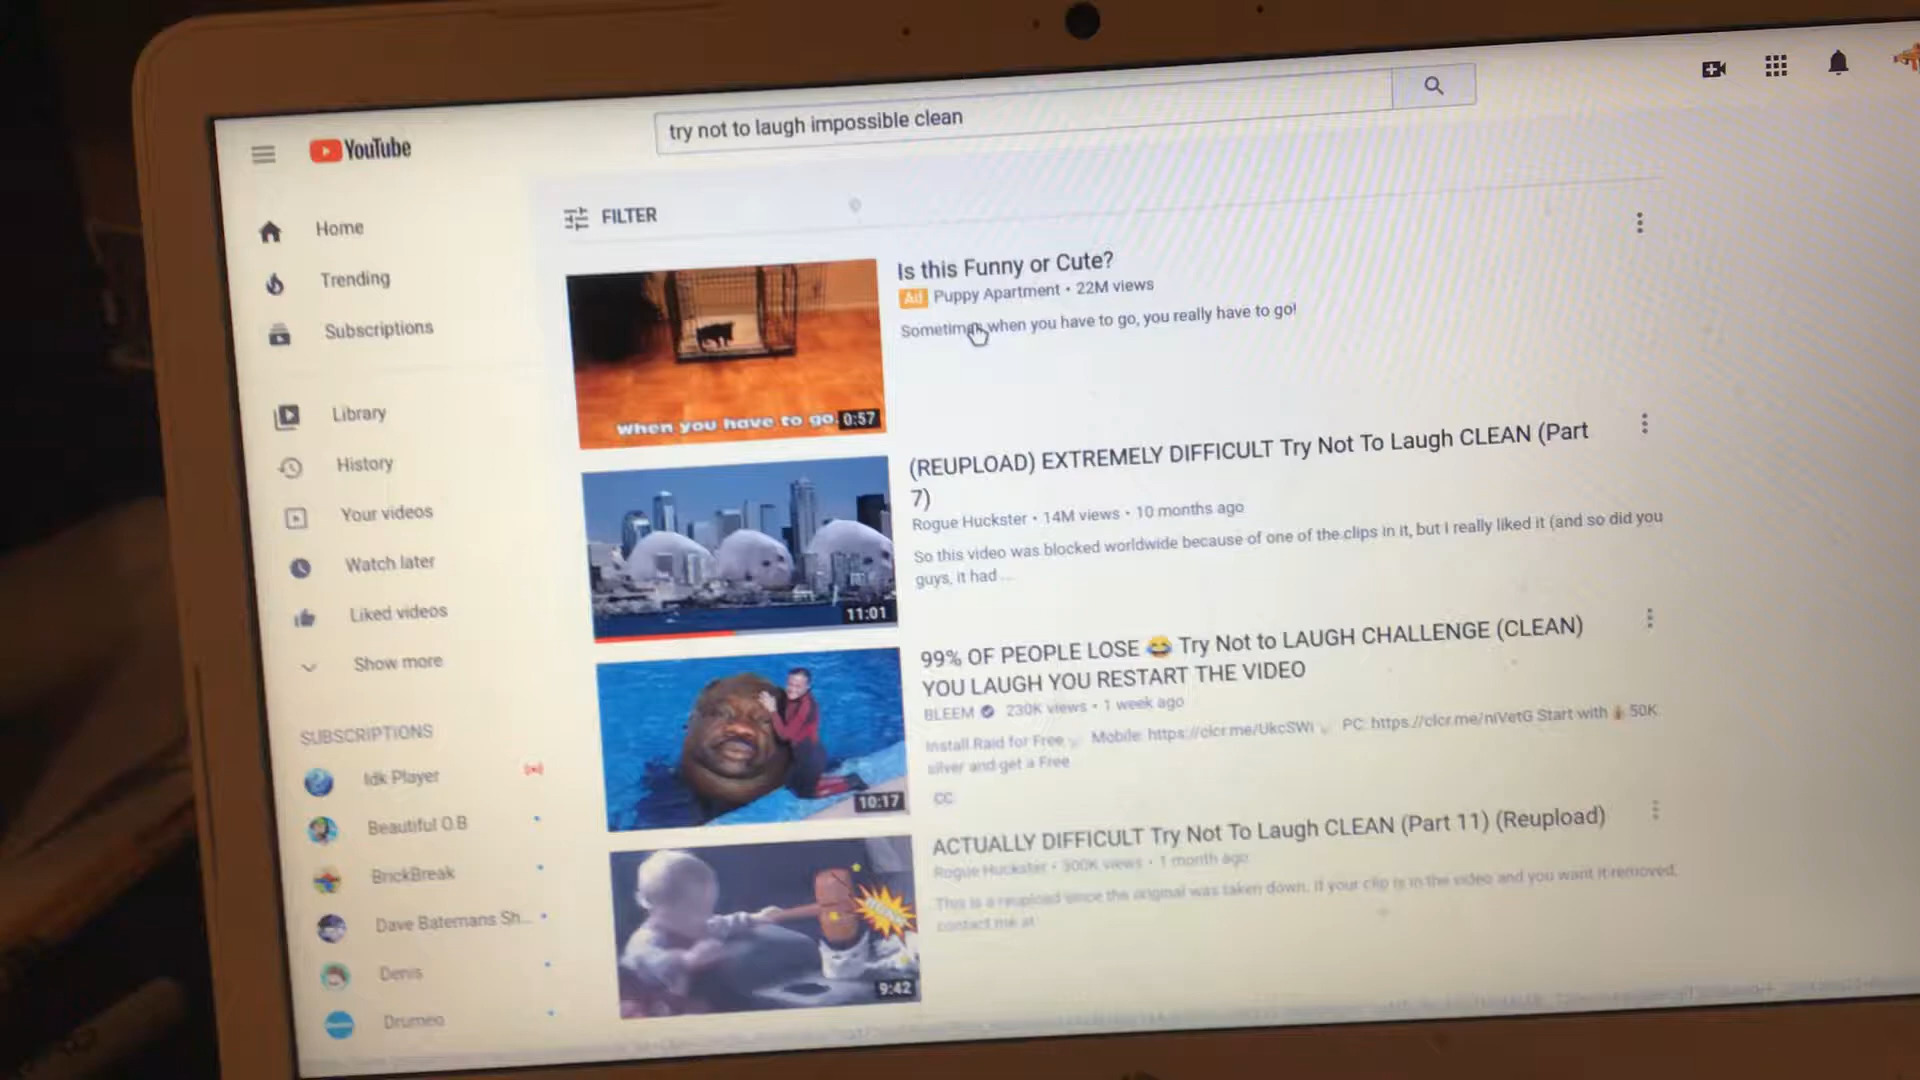 YouTube
try not to laugh impossible clean
Home
Trending
Subscriptions
Library
History
Your videos
Watch later
Liked videos
Show more
SUBSCRIPTIONS
Idk Player
Beautiful O.B
BrickBreak
Dave Batemans Sh...
Denis
Drumeo
FILTER
When you have to go
0:57
Is this Funny or Cute?
Ad Puppy Apartment • 22M views
Sometimes when you have to go, you really have to go!
11:01
(REUPLOAD) EXTREMELY DIFFICULT Try Not To Laugh CLEAN (Part
7)
Rogue Huckster • 14M views • 10 months ago
So this video was blocked worldwide because of one of the clips in it, but I really liked it (and so did you
guys, it had ...
10:17
99% OF PEOPLE LOSE 😂 Try Not to LAUGH CHALLENGE (CLEAN)
YOU LAUGH YOU RESTART THE VIDEO
BLEEM 230K views • 1 week ago
Install Raid for Free Mobile: https://clcr.me/UkcSWi PC: https://clcr.me/niVetG Start with 50K
silver and get a Free
CC
9:42
ACTUALLY DIFFICULT Try Not To Laugh CLEAN (Part 11) (Reupload)
Rogue Huckster • 300K views • 1 month ago
This is a reupload since the original was taken down. If your clip is in the video and you want it removed,
contact me at